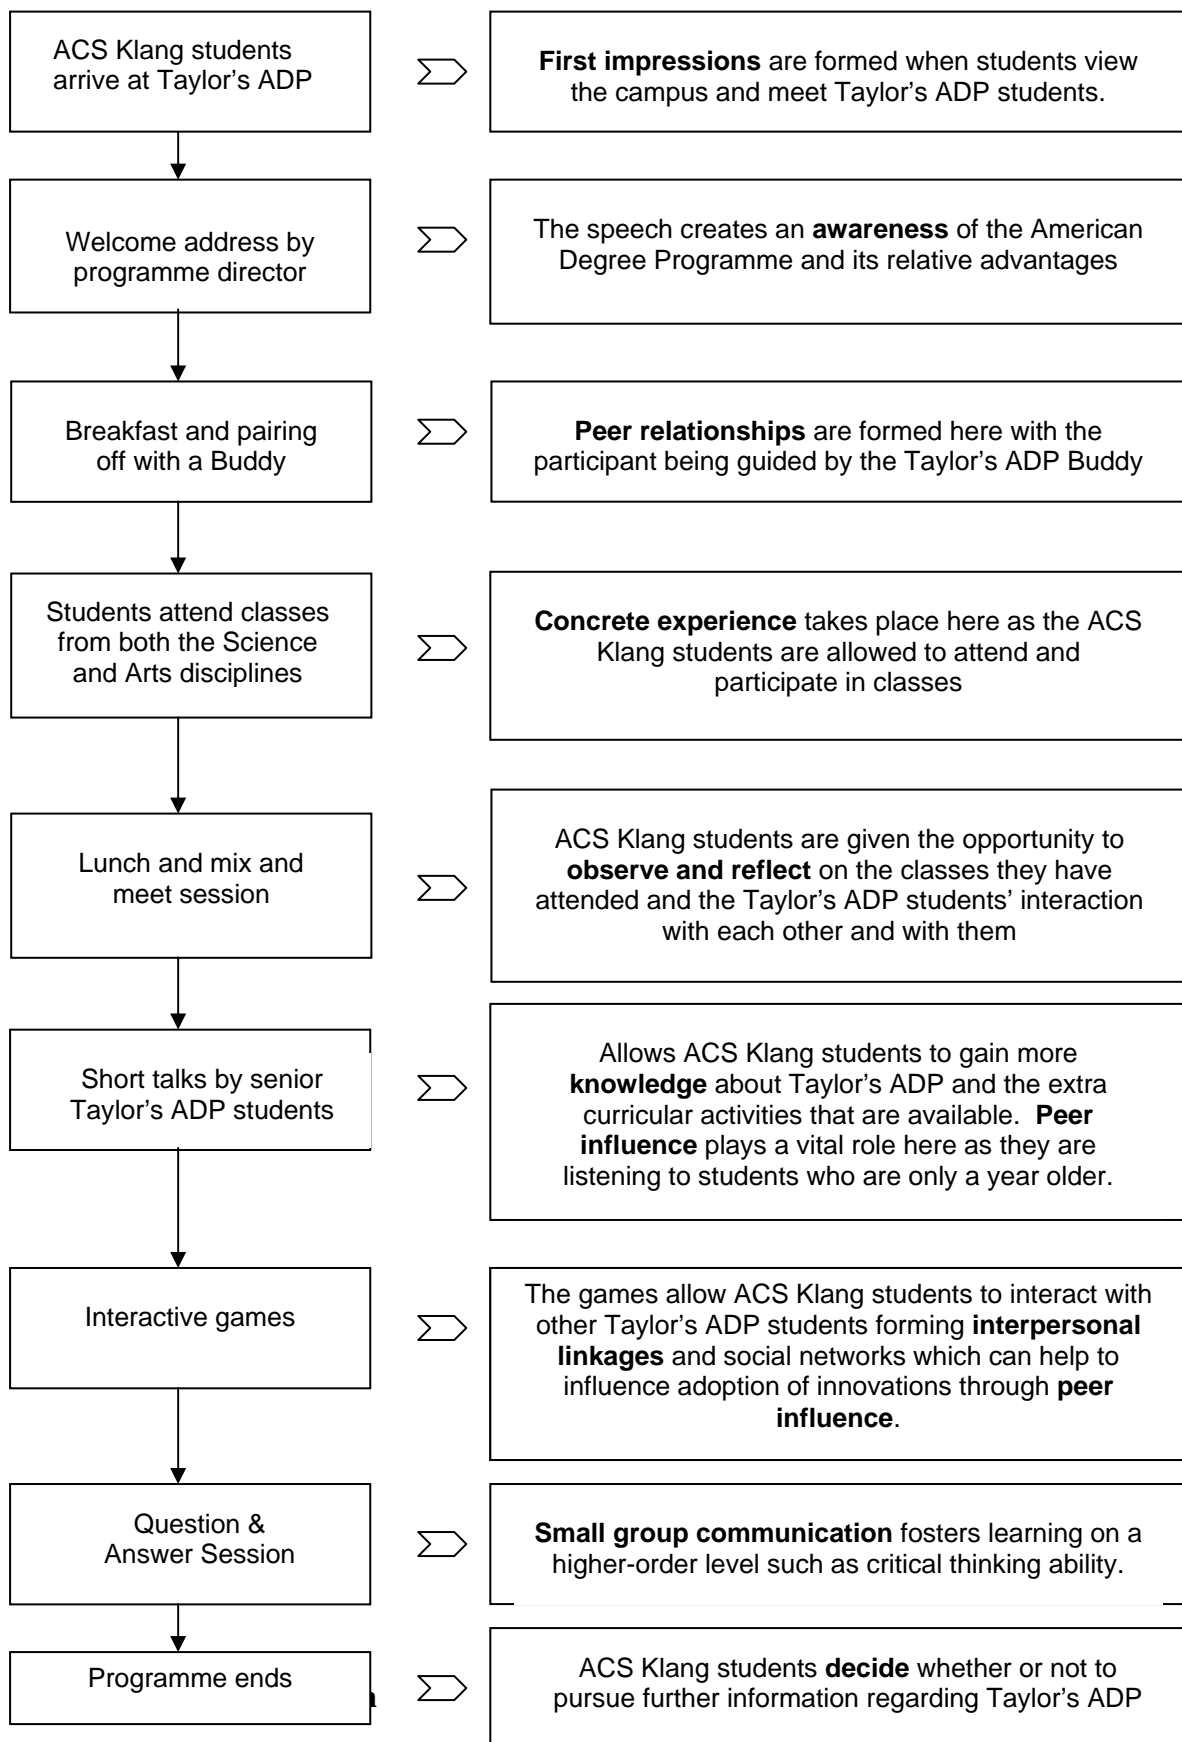 ACS Klang students
arrive at Taylor’s ADP
First impressions are formed when students view
the campus and meet Taylor’s ADP students.
Welcome address by
programme director
The speech creates an awareness of the American
Degree Programme and its relative advantages
Breakfast and pairing
off with a Buddy
Peer relationships are formed here with the
participant being guided by the Taylor’s ADP Buddy
Students attend classes
from both the Science
and Arts disciplines
Concrete experience takes place here as the ACS
Klang students are allowed to attend and
participate in classes
Lunch and mix and
meet session
ACS Klang students are given the opportunity to
observe and reflect on the classes they have
attended and the Taylor’s ADP students’ interaction
with each other and with them
Short talks by senior
Taylor’s ADP students
Allows ACS Klang students to gain more
knowledge about Taylor’s ADP and the extra
curricular activities that are available.  Peer
influence plays a vital role here as they are
listening to students who are only a year older.
Interactive games
The games allow ACS Klang students to interact with
other Taylor’s ADP students forming interpersonal
linkages and social networks which can help to
influence adoption of innovations through peer
influence.
Question &
Answer Session
Small group communication fosters learning on a
higher-order level such as critical thinking ability.
Programme ends
ACS Klang students decide whether or not to
pursue further information regarding Taylor’s ADP